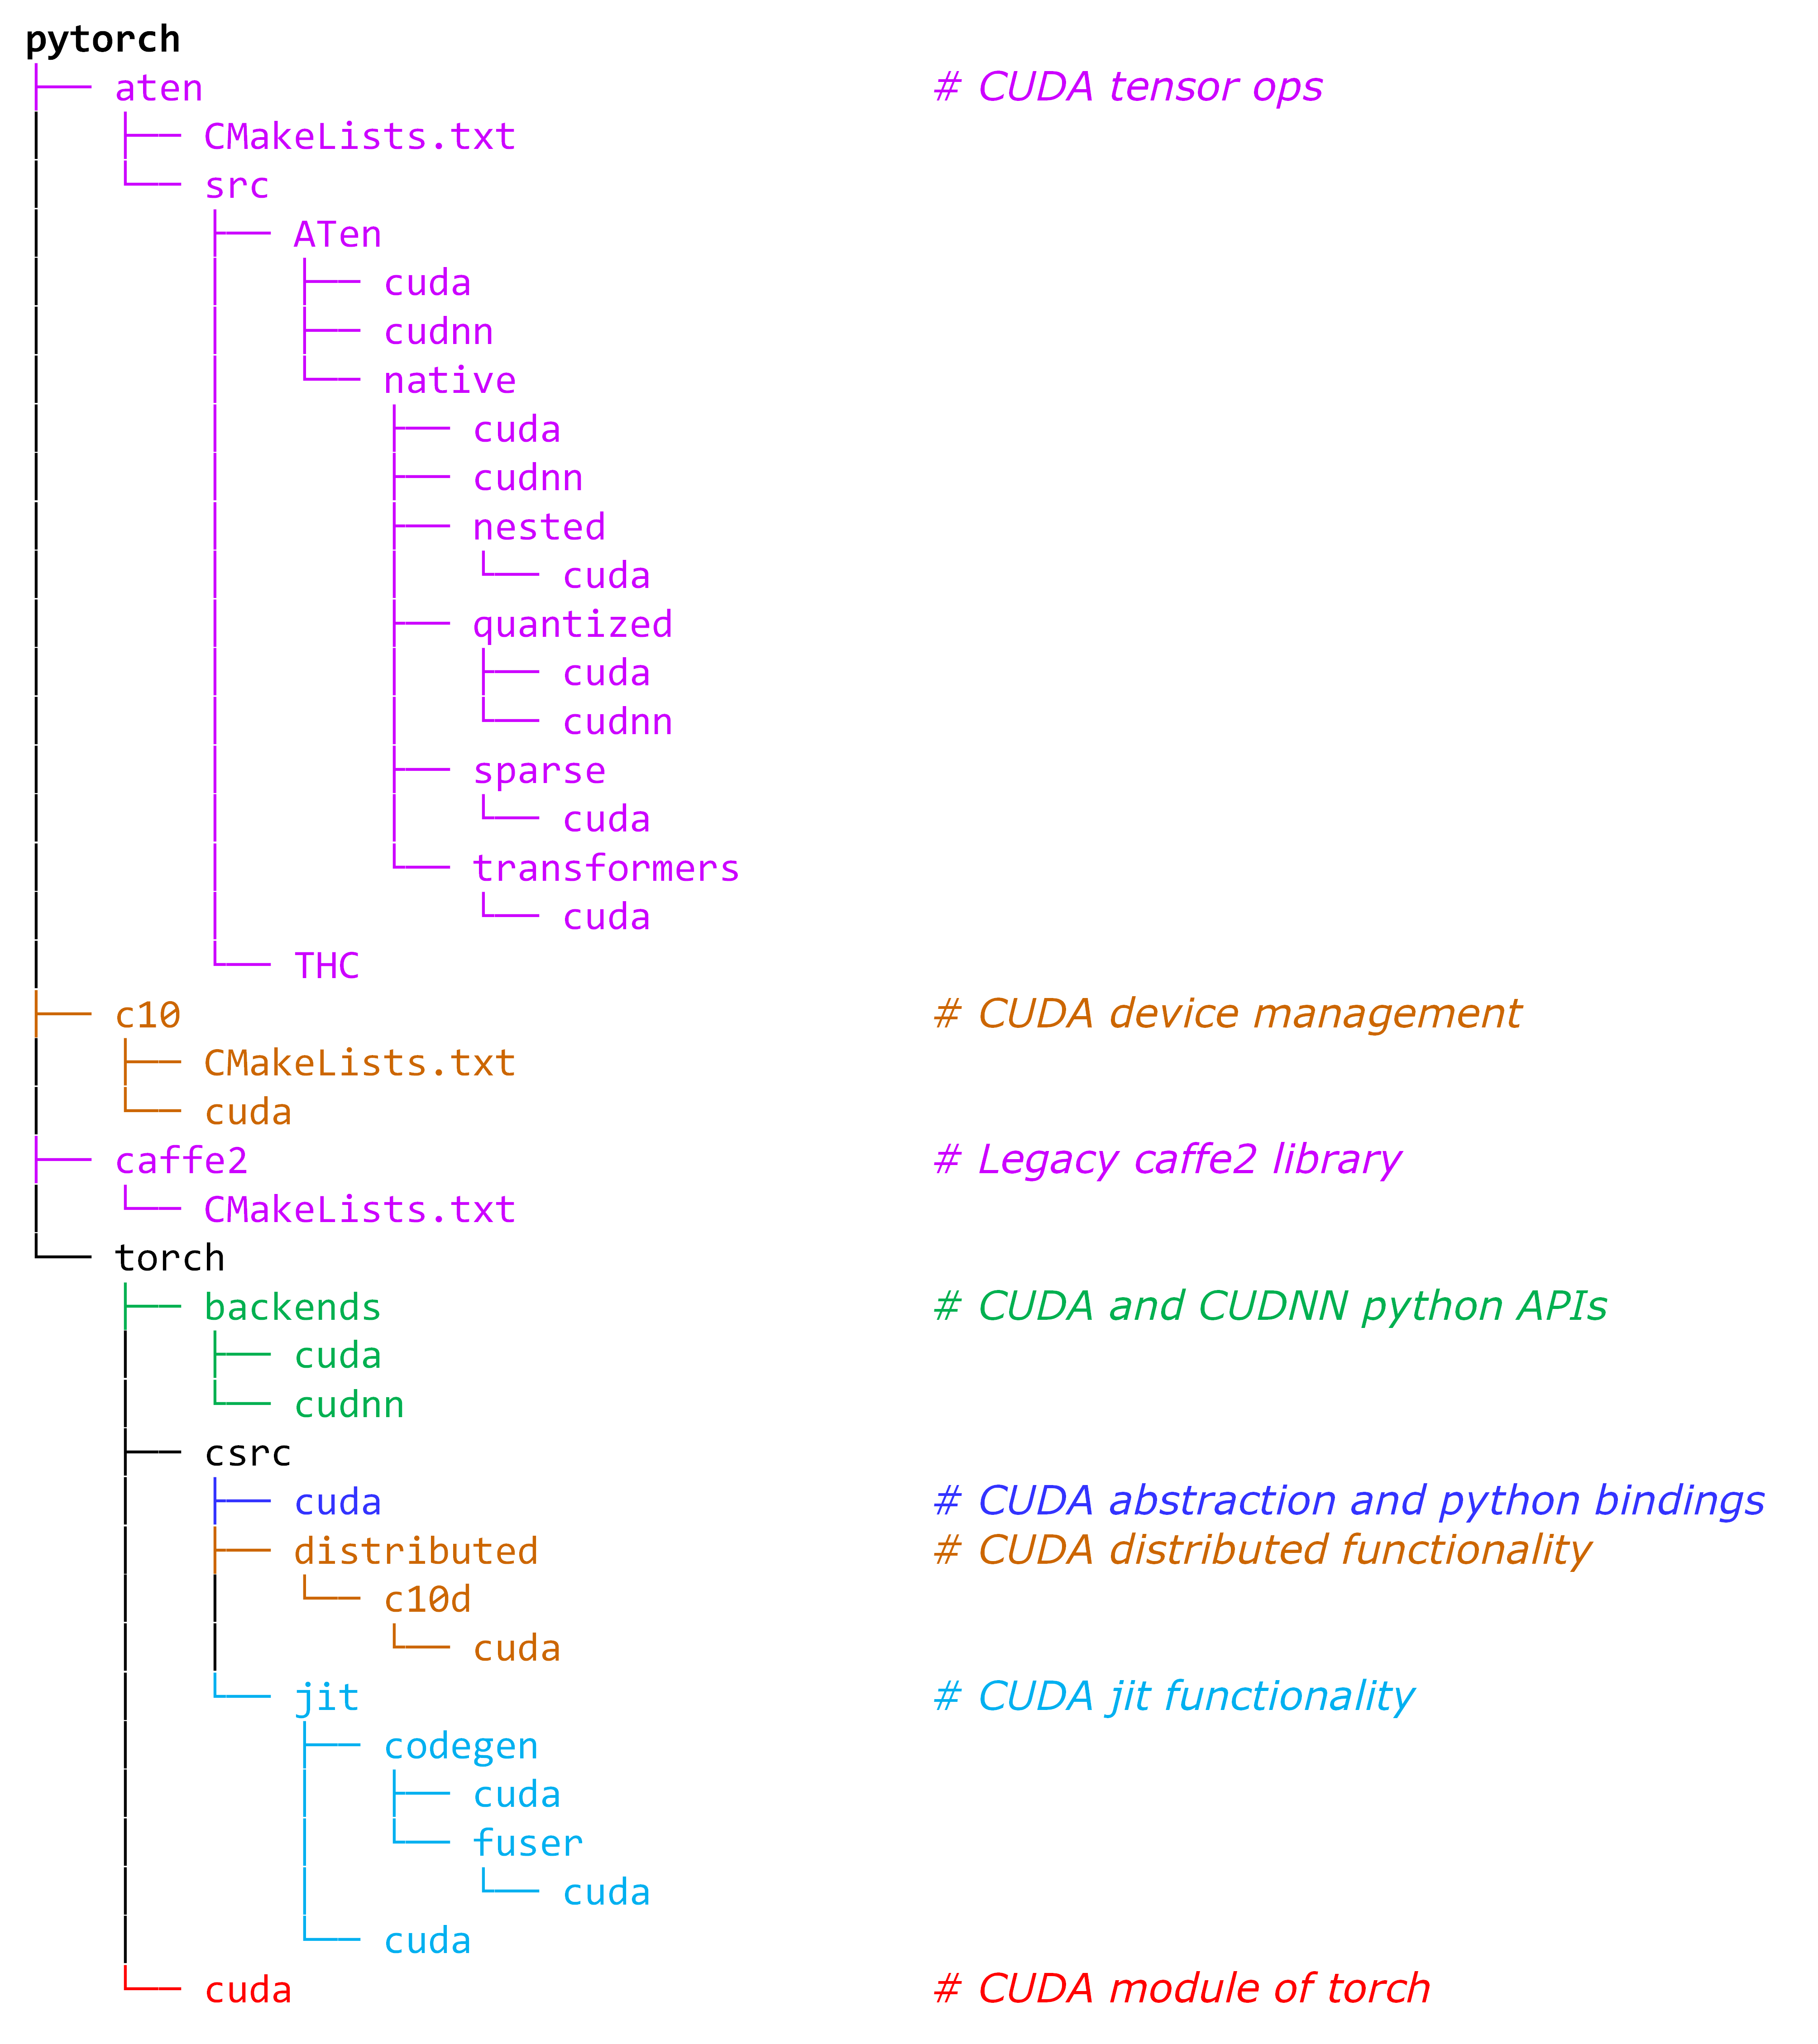 pytorch
├── aten # CUDA tensor ops
│   ├── CMakeLists.txt
│   └── src
│       ├── ATen
│       │   ├── cuda
│       │   ├── cudnn
│       │   └── native
│       │       ├── cuda
│       │       ├── cudnn
│       │       ├── nested
│       │       │   └── cuda
│       │       ├── quantized
│       │       │   ├── cuda
│       │       │   └── cudnn
│       │       ├── sparse
│       │       │   └── cuda
│       │       └── transformers
│       │           └── cuda
│       └── THC
├── c10 # CUDA device management
│   ├── CMakeLists.txt
│   └── cuda
├── caffe2 # Legacy caffe2 library
│   └── CMakeLists.txt
└── torch
    ├── backends # CUDA and CUDNN python APIs
    │   ├── cuda
    │   └── cudnn
    ├── csrc
    │   ├── cuda # CUDA abstraction and python bindings
    │   ├── distributed # CUDA distributed functionality
    │   │   └── c10d
    │   │       └── cuda
    │   └── jit # CUDA jit functionality
    │       ├── codegen
    │       │   ├── cuda
    │       │   └── fuser
    │       │       └── cuda
    │       └── cuda
    └── cuda # CUDA module of torch